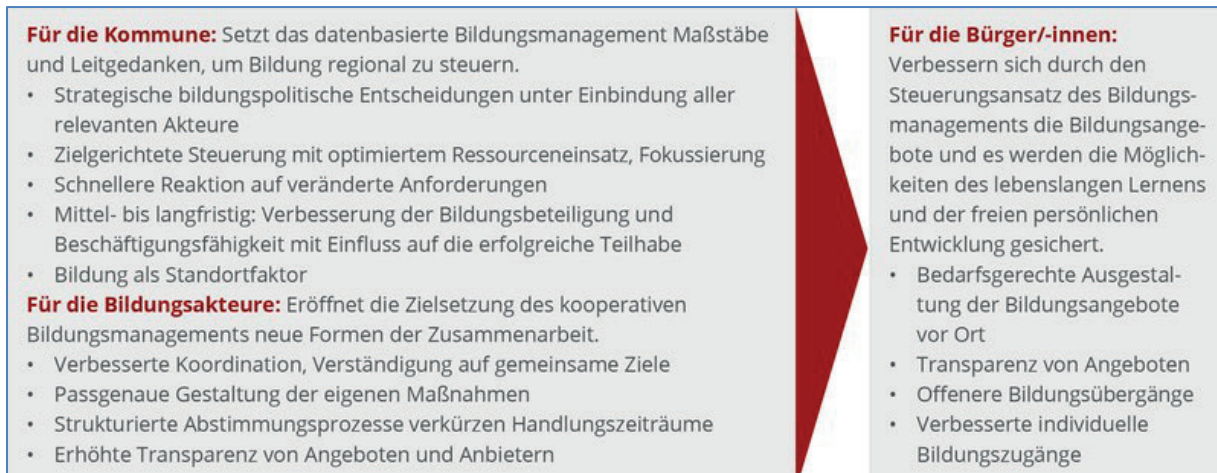 Für die Kommune: Setzt das datenbasierte Bildungsmanagement Maßstäbe
und Leitgedanken, um Bildung regional zu steuern.
• Strategische bildungspolitische Entscheidungen unter Einbindung aller
relevanten Akteure
• Zielgerichtete Steuerung mit optimiertem Ressourceneinsatz, Fokussierung
• Schnellere Reaktion auf veränderte Anforderungen
• Mittel- bis langfristig: Verbesserung der Bildungsbeteiligung und
Beschäftigungsfähigkeit mit Einfluss auf die erfolgreiche Teilhabe
• Bildung als Standortfaktor
Für die Bildungsakteure: Eröffnet die Zielsetzung des kooperativen
Bildungsmanagements neue Formen der Zusammenarbeit.
• Verbesserte Koordination, Verständigung auf gemeinsame Ziele
• Passgenaue Gestaltung der eigenen Maßnahmen
• Strukturierte Abstimmungsprozesse verkürzen Handlungszeiträume
• Erhöhte Transparenz von Angeboten und Anbietern
Für die Bürger/-innen:
Verbessern sich durch den
Steuerungsansatz des Bildungs-
managements die Bildungsange-
bote und es werden die Möglich-
keiten des lebenslangen Lernens
und der freien persönlichen
Entwicklung gesichert.
• Bedarfsgerechte Ausgestal-
tung der Bildungsangebote
vor Ort
• Transparenz von Angeboten
• Offenere Bildungsübergänge
• Verbesserte individuelle
Bildungszugänge